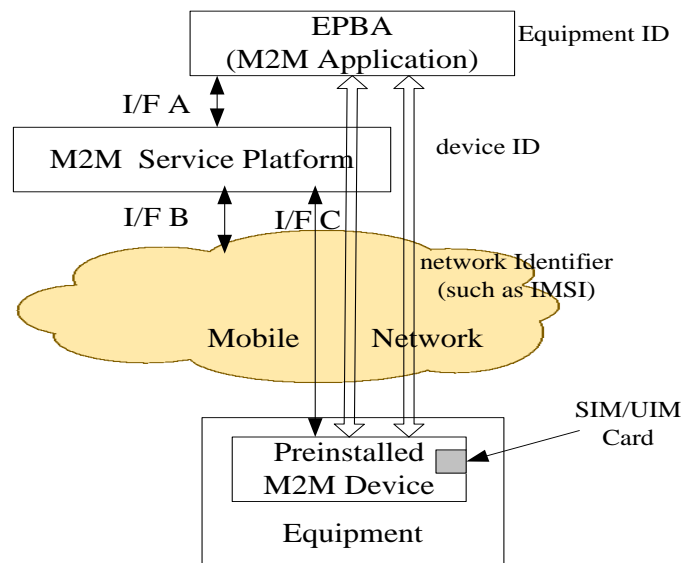 EPBA
(M2M Application)
Equipment ID
I/F A
M2M Service Platform
device ID
I/F B
I/F C
network Identifier
(such as IMSI)
Mobile Network
SIM/UIM
Card
Preinstalled
M2M Device
Equipment